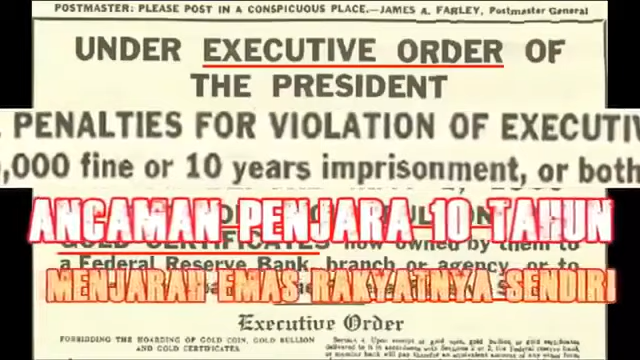 POSTMASTER: PLEASE POST IN A CONSPICUOUS PLACE.—JAMES A. FARLEY, Postmaster General
UNDER EXECUTIVE ORDER OF
THE PRESIDENT
PENALTIES FOR VIOLATION OF EXECUTIV
,000 fine or 10 years imprisonment, or both
ANCAMAN PENJARA 10 TAHUN
GOLD CERTIFICATES now owned by them to
a Federal Reserve Bank, branch or agency, or to
MENJARAH EMAS RAKYATNYA SENDIRI
Executive Order
FORBIDDING THE HOARDING OF GOLD COIN, GOLD BULLION
AND GOLD CERTIFICATES